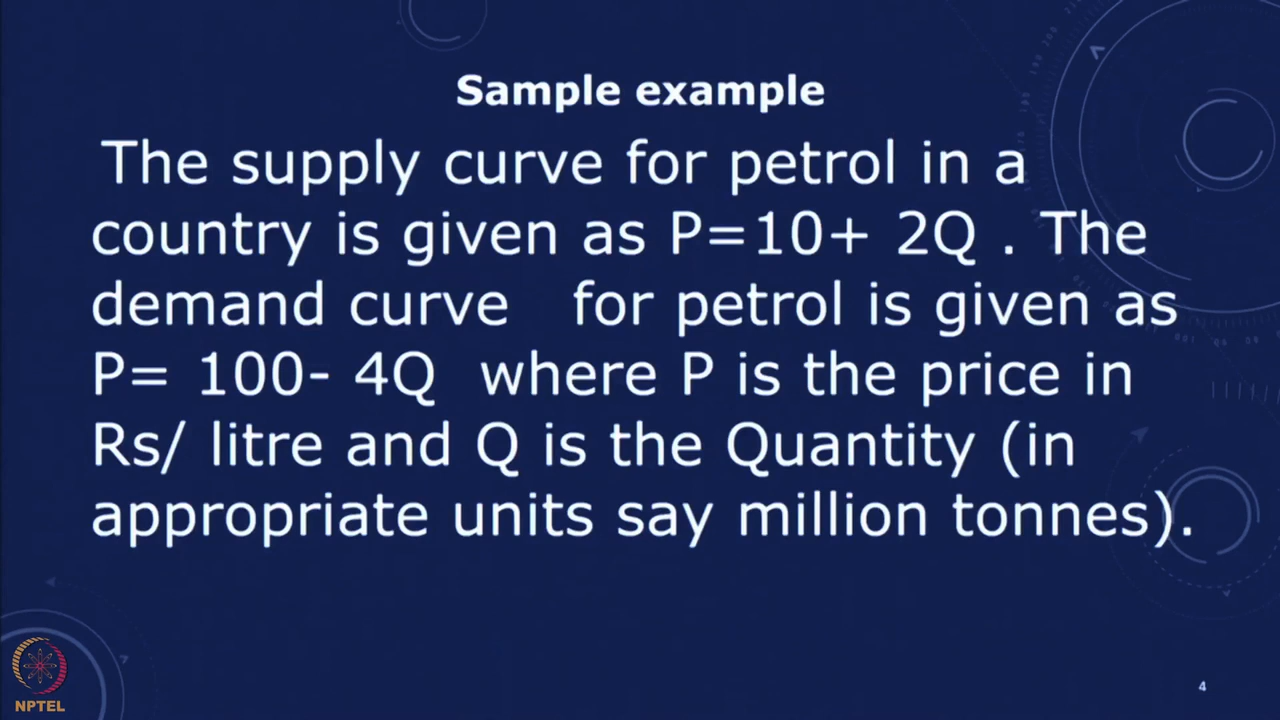 Sample example
The supply curve for petrol in a
country is given as P=10+ 2Q . The
demand curve for petrol is given as
P= 100- 4Q where P is the price in
Rs/ litre and Q is the Quantity (in
appropriate units say million tonnes).
NPTEL
4